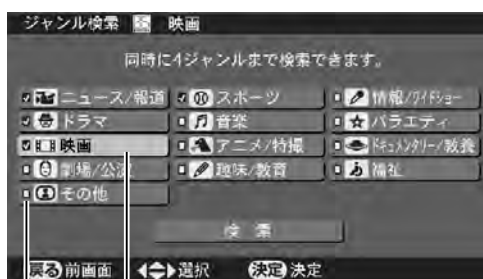 ジャンル検索 映画
同時に4ジャンルまで検索できます。
ニュース/報道 スポーツ 情報/ワイドショー
ドラマ 音楽 バラエティ
映画 アニメ/特撮 ドキュメンタリー/教養
劇場/公演 趣味/教育 福祉
その他
検索
戻る 前画面 選択 決定 決定